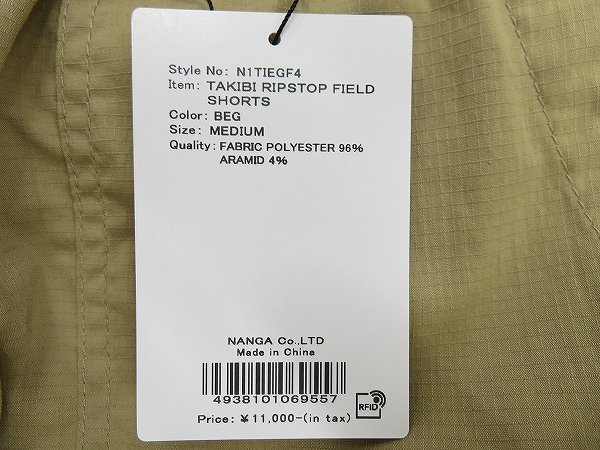 Style No: N1TIEGF4
Item: TAKIBI RIPSTOP FIELD
SHORTS
Color: BEG
Size: MEDIUM
Quality: FABRIC POLYESTER 96%
ARAMID 4%
NANGA Co.,LTD
Made in China
4938101069557
RFID
Price: ¥11,000-(in tax)